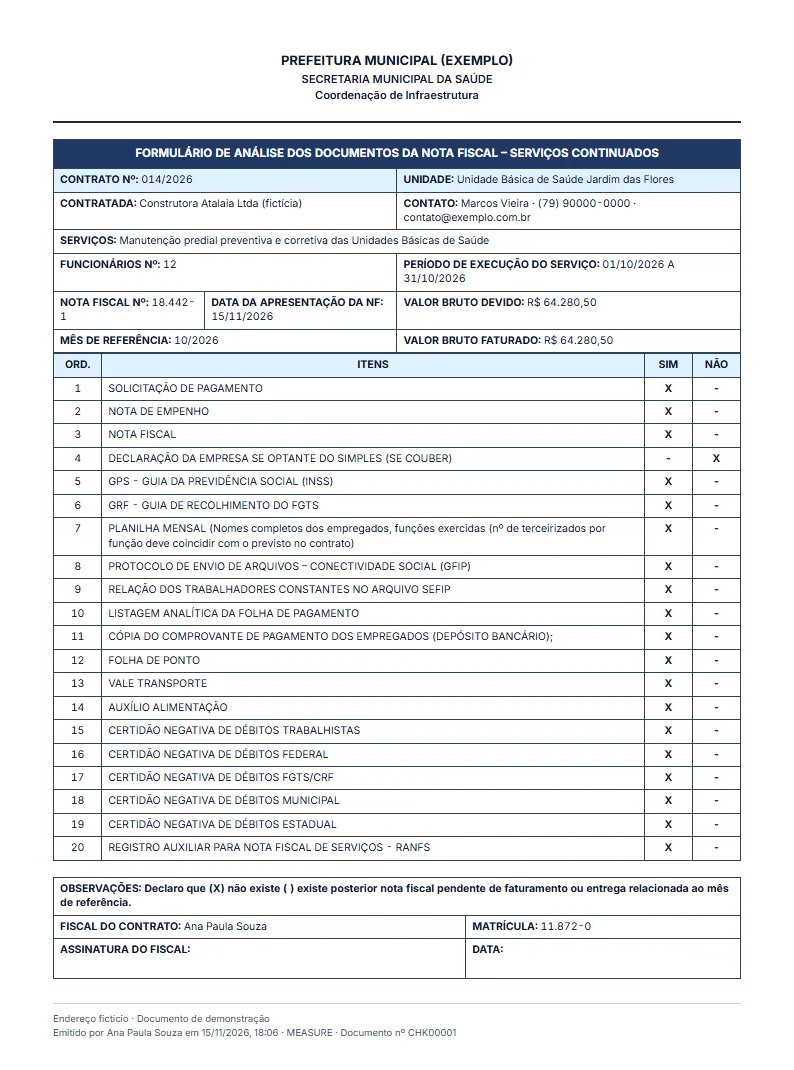 PREFEITURA MUNICIPAL (EXEMPLO)
SECRETARIA MUNICIPAL DA SAÚDE
Coordenação de Infraestrutura
FORMULÁRIO DE ANÁLISE DOS DOCUMENTOS DA NOTA FISCAL – SERVIÇOS CONTINUADOS
CONTRATO Nº: 014/2026 UNIDADE: Unidade Básica de Saúde Jardim das Flores
CONTRATADA: Construtora Atalaia Ltda (fictícia) CONTATO: Marcos Vieira · (79) 90000-0000 ·
contato@exemplo.com.br
SERVIÇOS: Manutenção predial preventiva e corretiva das Unidades Básicas de Saúde
FUNCIONÁRIOS Nº: 12 PERÍODO DE EXECUÇÃO DO SERVIÇO: 01/10/2026 A
31/10/2026
NOTA FISCAL Nº: 18.442-
1
DATA DA APRESENTAÇÃO DA NF:
15/11/2026
VALOR BRUTO DEVIDO: R$ 64.280,50
MÊS DE REFERÊNCIA: 10/2026 VALOR BRUTO FATURADO: R$ 64.280,50
ORD. ITENS SIM NÃO
1 SOLICITAÇÃO DE PAGAMENTO X -
2 NOTA DE EMPENHO X -
3 NOTA FISCAL X -
4 DECLARAÇÃO DA EMPRESA SE OPTANTE DO SIMPLES (SE COUBER) - X
5 GPS - GUIA DA PREVIDÊNCIA SOCIAL (INSS) X -
6 GRF - GUIA DE RECOLHIMENTO DO FGTS X -
7 PLANILHA MENSAL (Nomes completos dos empregados, funções exercidas (nº de terceirizados por X -
função deve coincidir com o previsto no contrato)
8 PROTOCOLO DE ENVIO DE ARQUIVOS – CONECTIVIDADE SOCIAL (GFIP) X -
9 RELAÇÃO DOS TRABALHADORES CONSTANTES NO ARQUIVO SEFIP X -
10 LISTAGEM ANALÍTICA DA FOLHA DE PAGAMENTO X -
11 CÓPIA DO COMPROVANTE DE PAGAMENTO DOS EMPREGADOS (DEPÓSITO BANCÁRIO); X -
12 FOLHA DE PONTO X -
13 VALE TRANSPORTE X -
14 AUXÍLIO ALIMENTAÇÃO X -
15 CERTIDÃO NEGATIVA DE DÉBITOS TRABALHISTAS X -
16 CERTIDÃO NEGATIVA DE DÉBITOS FEDERAL X -
17 CERTIDÃO NEGATIVA DE DÉBITOS FGTS/CRF X -
18 CERTIDÃO NEGATIVA DE DÉBITOS MUNICIPAL X -
19 CERTIDÃO NEGATIVA DE DÉBITOS ESTADUAL X -
20 REGISTRO AUXILIAR PARA NOTA FISCAL DE SERVIÇOS - RANFS X -
OBSERVAÇÕES: Declaro que (X) não existe ( ) existe posterior nota fiscal pendente de faturamento ou entrega relacionada ao mês
de referência.
FISCAL DO CONTRATO: Ana Paula Souza MATRÍCULA: 11.872-0
ASSINATURA DO FISCAL: DATA:
Endereço fictício · Documento de demonstração
Emitido por Ana Paula Souza em 15/11/2026, 18:06 · MEASURE · Documento nº CHK00001